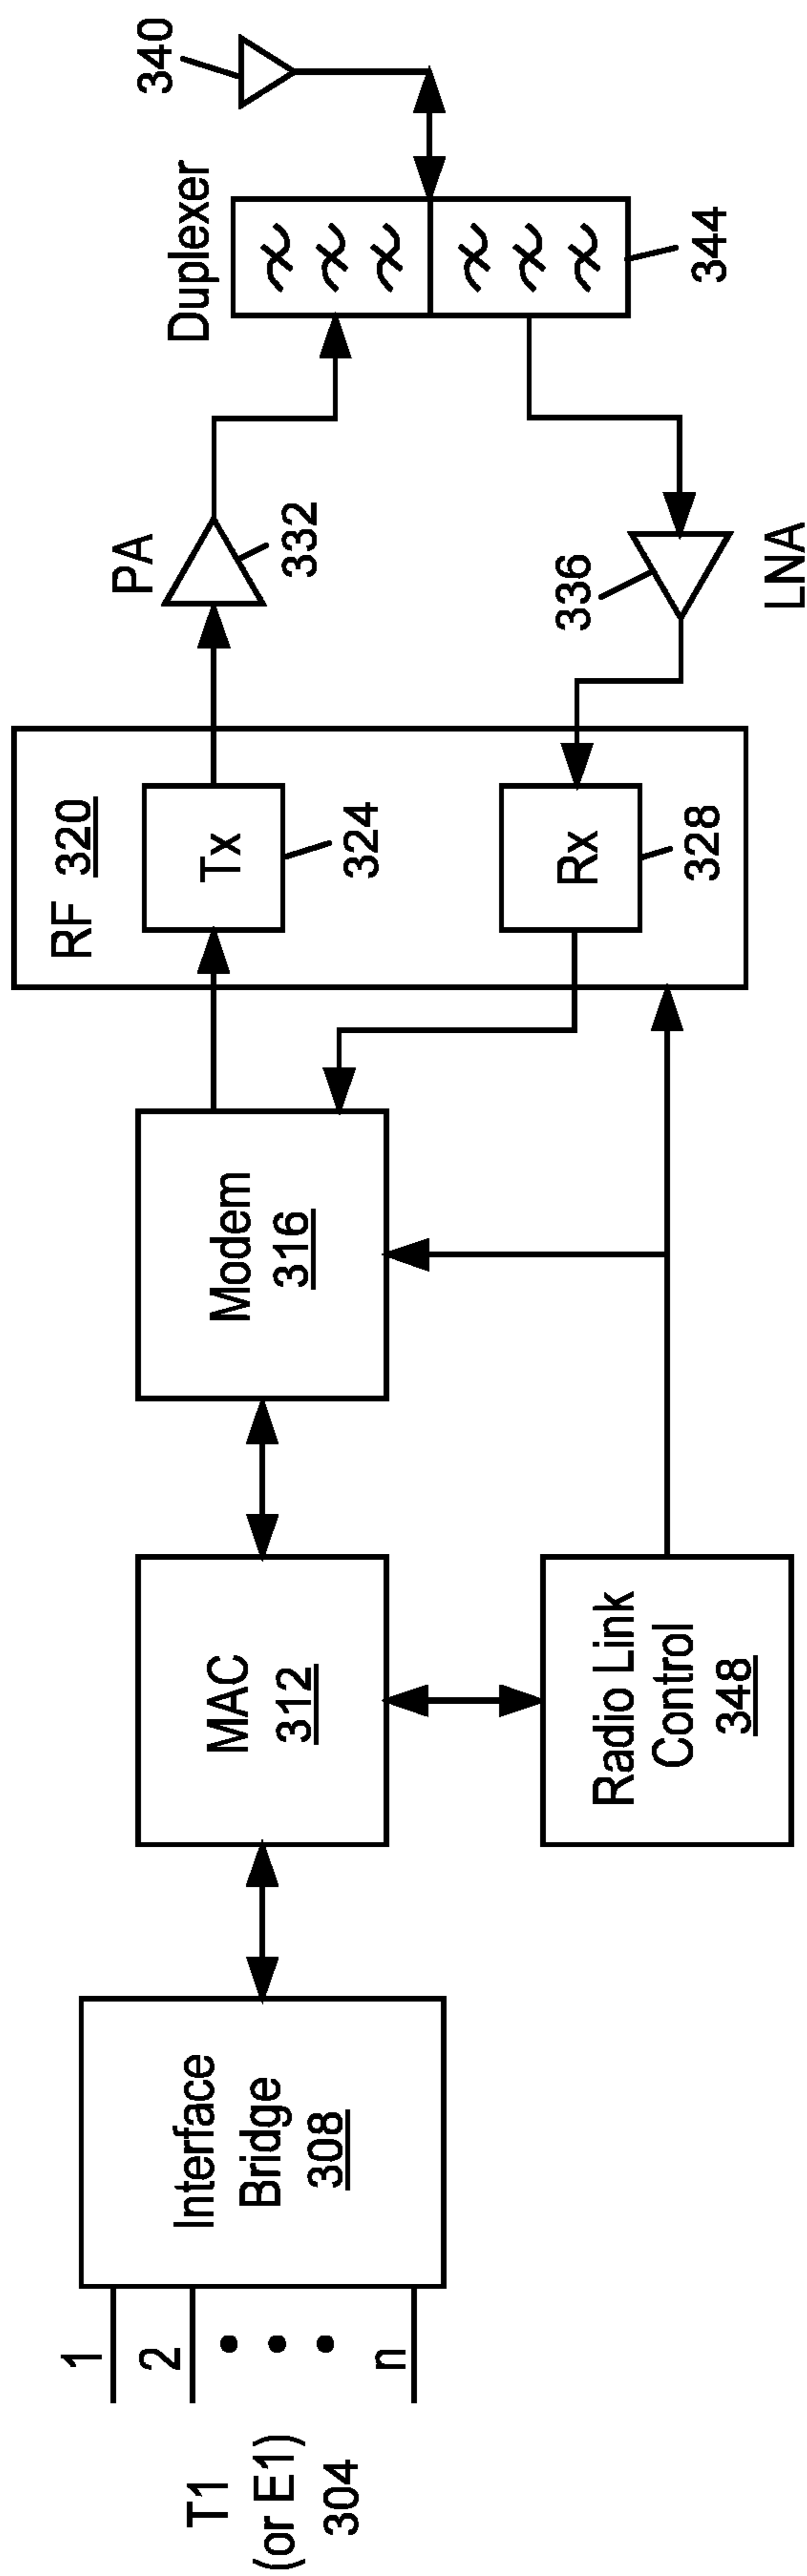 1
2
n
T1
(or E1)
304
Interface
Bridge
308
MAC
312
Radio Link
Control
348
Modem
316
RF 320
Tx
324
Rx
328
PA
332
336
LNA
Duplexer
344
340